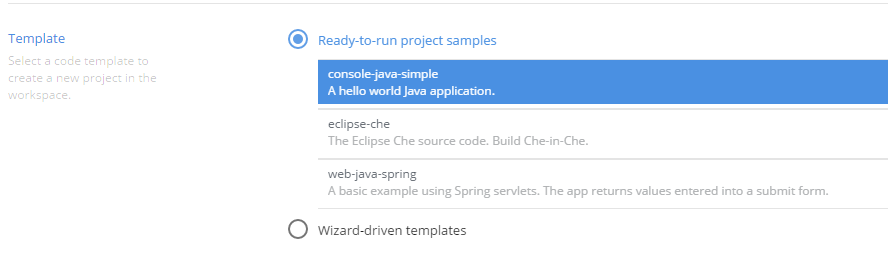 Template
Select a code template to
create a new project in the
workspace.
Ready-to-run project samples
console-java-simple
A hello world Java application.
eclipse-che
The Eclipse Che source code. Build Che-in-Che.
web-java-spring
A basic example using Spring servlets. The app returns values entered into a submit form.
Wizard-driven templates